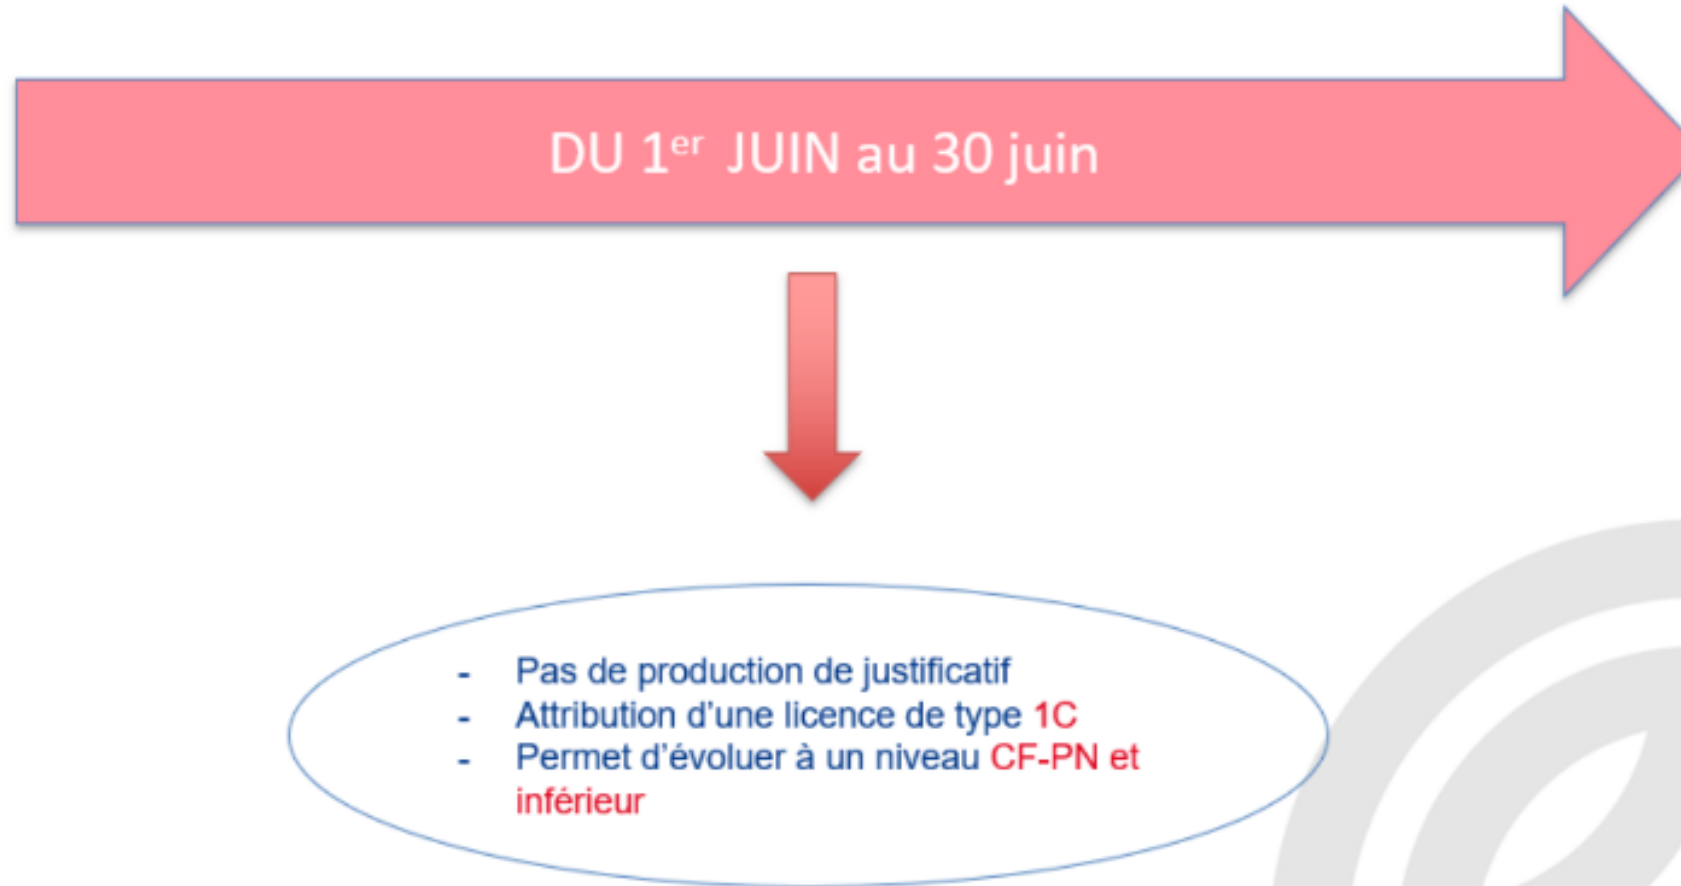 DU 1er JUIN au 30 juin
- Pas de production de justificatif
- Attribution d'une licence de type 1C
- Permet d'évoluer à un niveau CF-PN et
inférieur